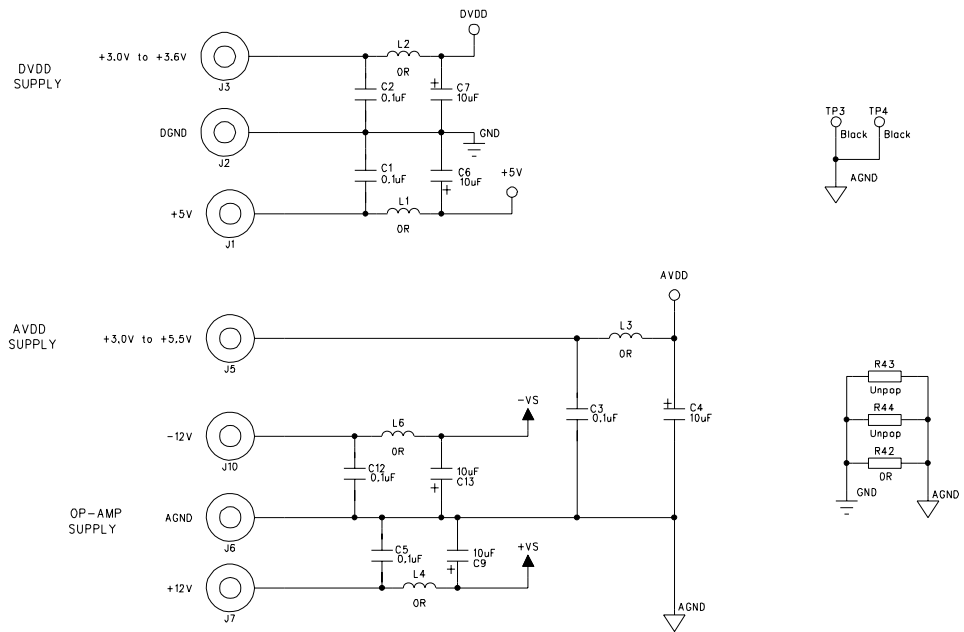 DVDD
SUPPLY
+3.0V to +3.6V
J3
L2
0R
DVDD
C2
0.1uF
C7
10uF
+
DGND
J2
GND
C1
0.1uF
C6
10uF
+
+5V
J1
L1
0R
+5V
TP3
Black
TP4
Black
AGND
AVDD
SUPPLY
+3.0V to +5.5V
J5
L3
0R
AVDD
C3
0.1uF
C4
10uF
+
-12V
J10
L6
0R
-VS
C12
0.1uF
10uF
C13
+
OP-AMP
SUPPLY
AGND
J6
C5
0.1uF
10uF
C9
+
+12V
J7
L4
0R
+VS
AGND
R43
Unpop
R44
Unpop
R42
0R
GND
AGND